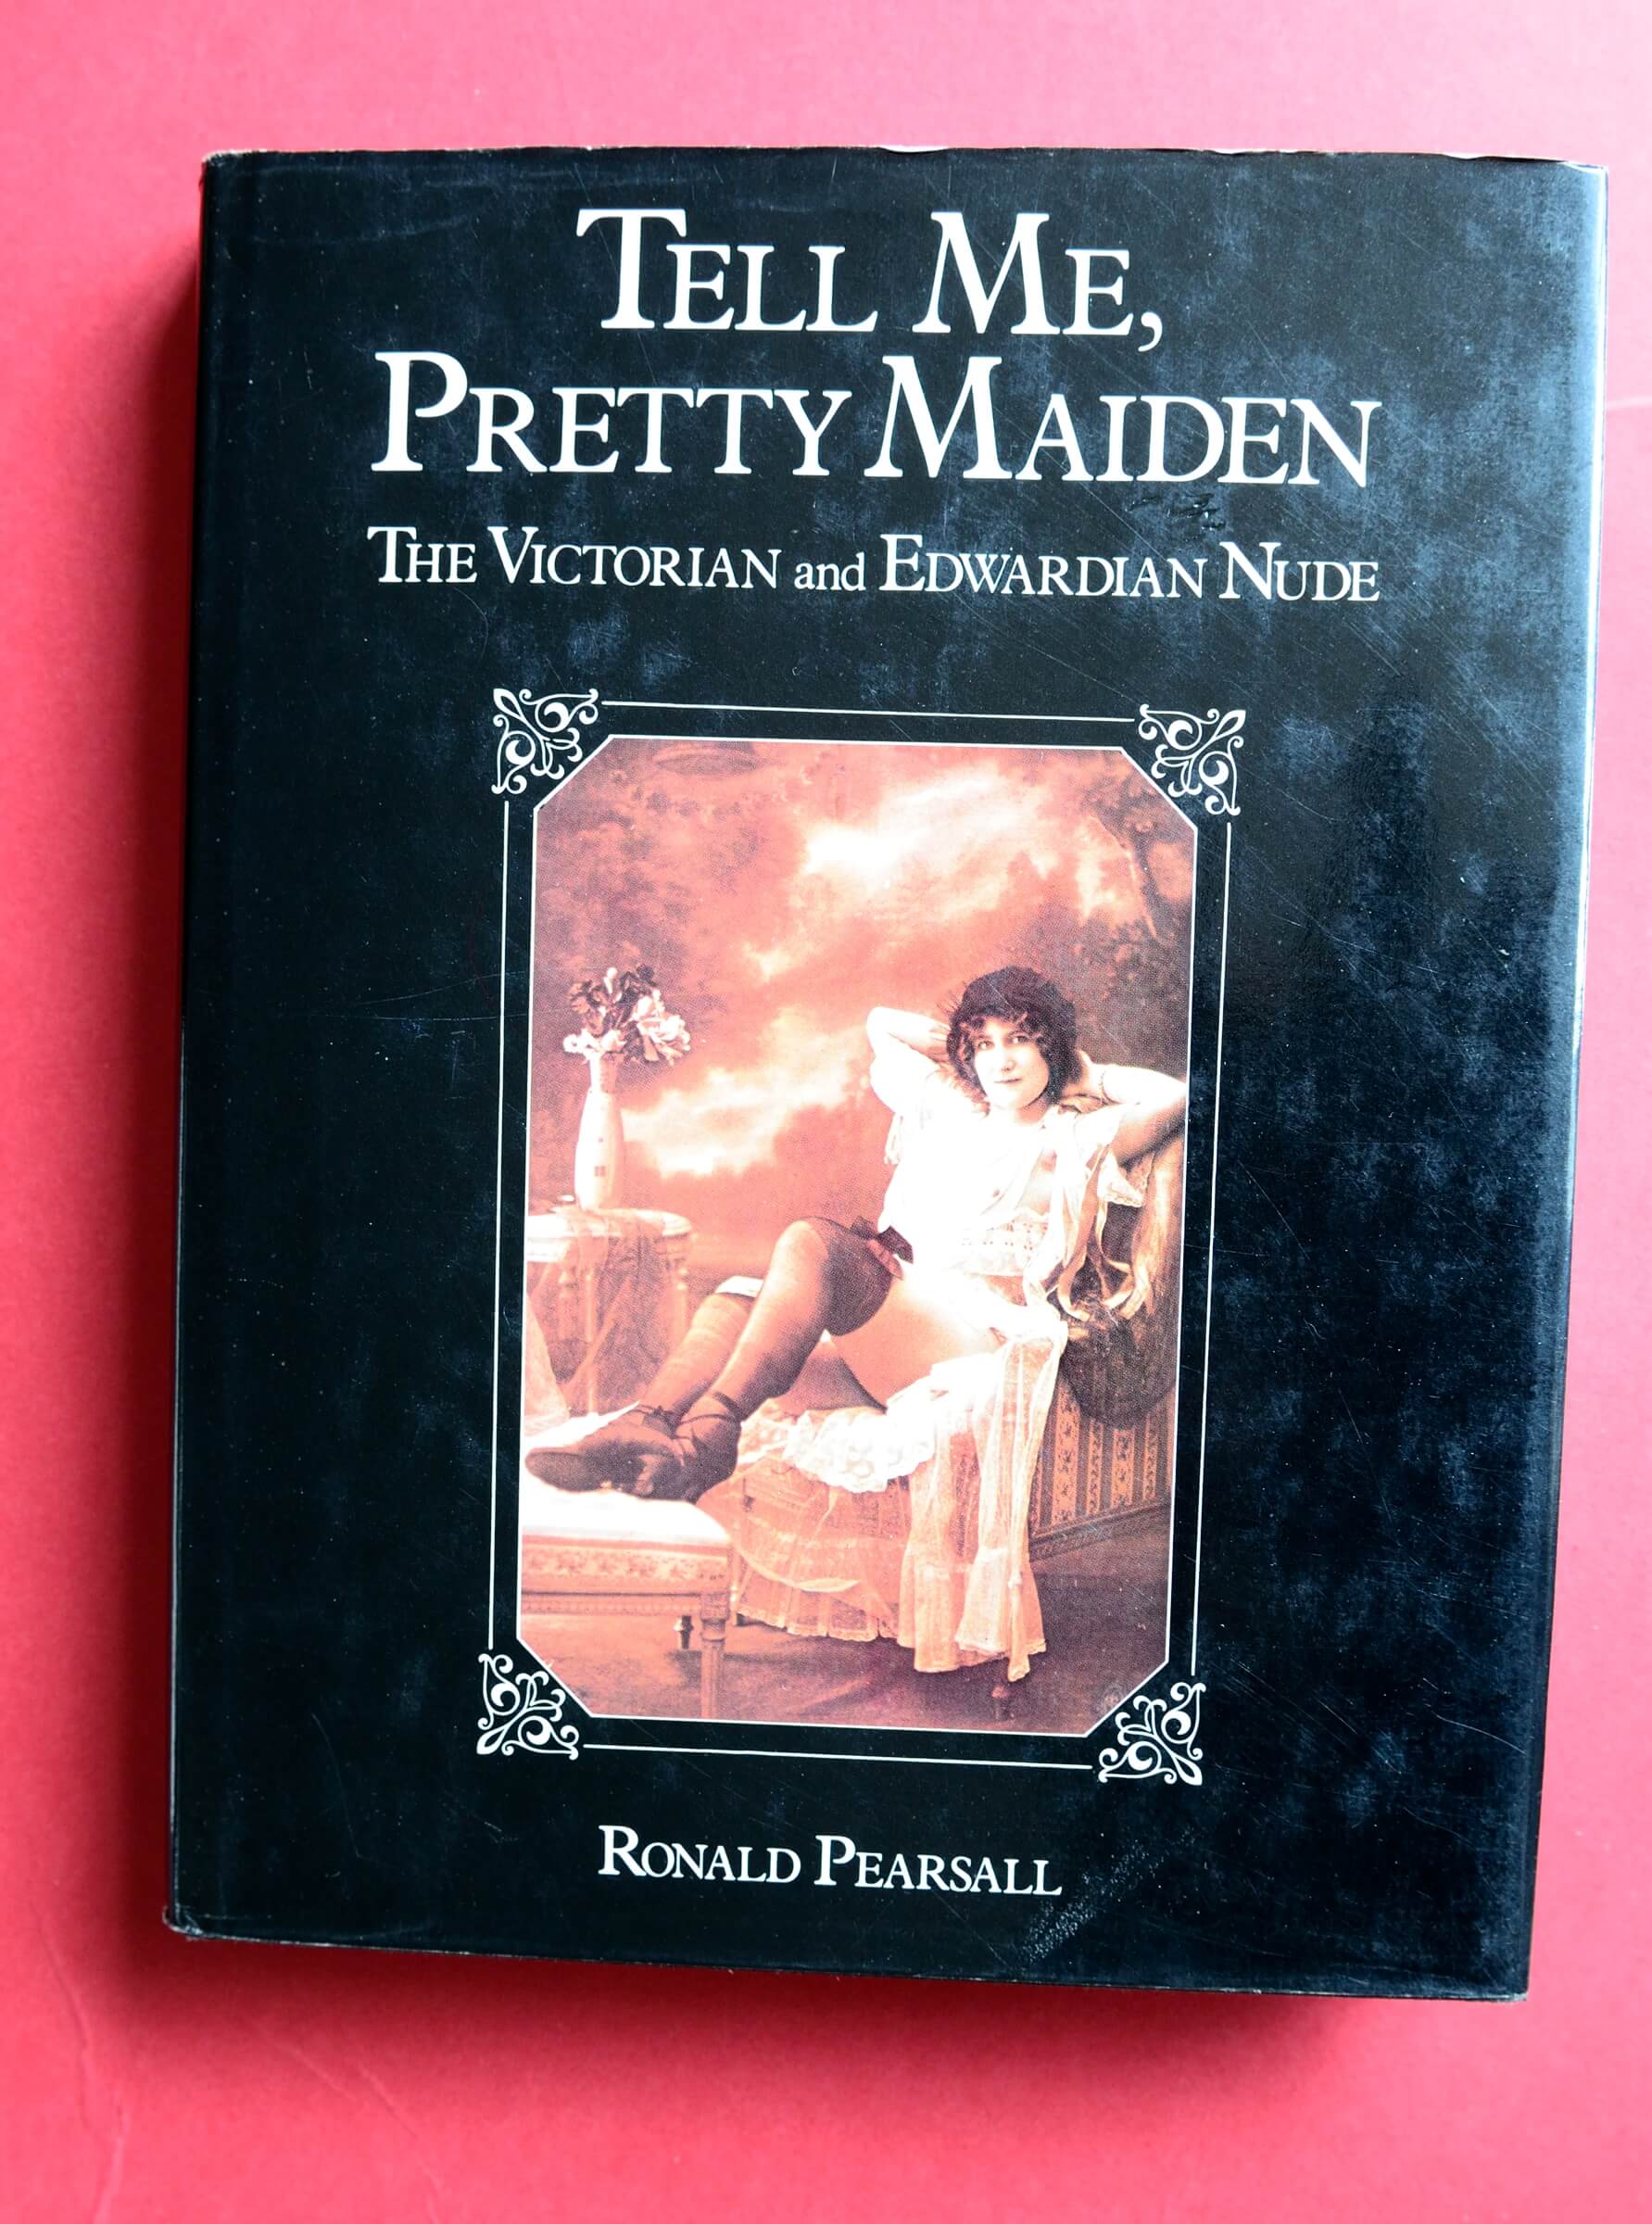 TELL ME,
PRETTY MAIDEN
THE VICTORIAN and EDWARDIAN NUDE
RONALD PEARSALL